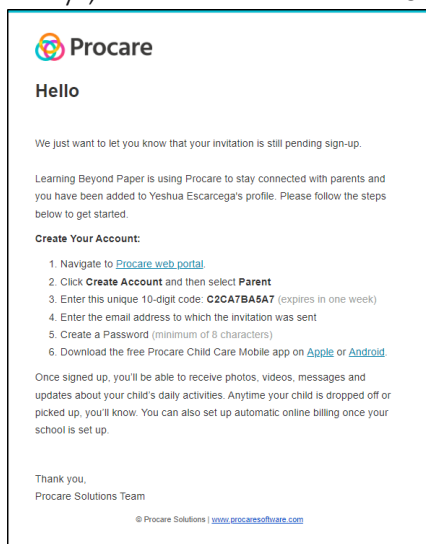 Procare
Hello
We just want to let you know that your invitation is still pending sign-up.
Learning Beyond Paper is using Procare to stay connected with parents and
you have been added to Yeshua Escarcega's profile. Please follow the steps
below to get started.
Create Your Account:
1. Navigate to Procare web portal.
2. Click Create Account and then select Parent
3. Enter this unique 10-digit code: C2CA7BA5A7 (expires in one week)
4. Enter the email address to which the invitation was sent
5. Create a Password (minimum of 8 characters)
6. Download the free Procare Child Care Mobile app on Apple or Android.
Once signed up, you'll be able to receive photos, videos, messages and
updates about your child's daily activities. Anytime your child is dropped off or
picked up, you'll know. You can also set up automatic online billing once your
school is set up.
Thank you,
Procare Solutions Team
© Procare Solutions | www.procaresoftware.com